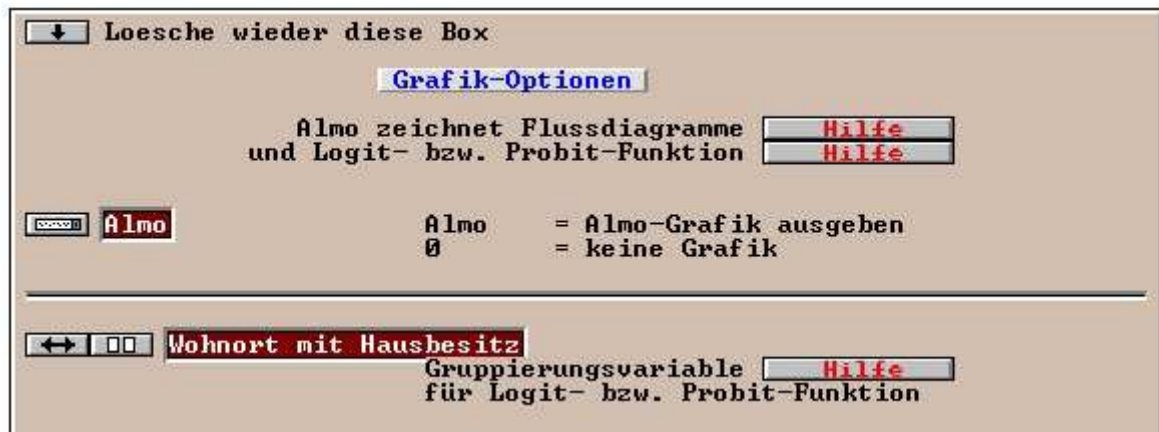 Loesche wieder diese Box
Grafik-Optionen
Almo zeichnet Flussdiagramme Hilfe
und Logit- bzw. Probit-Funktion Hilfe
Almo Almo = Almo-Grafik ausgeben
0 = keine Grafik
Wohnort mit Hausbesitz
Gruppierungsvariable Hilfe
für Logit- bzw. Probit-Funktion